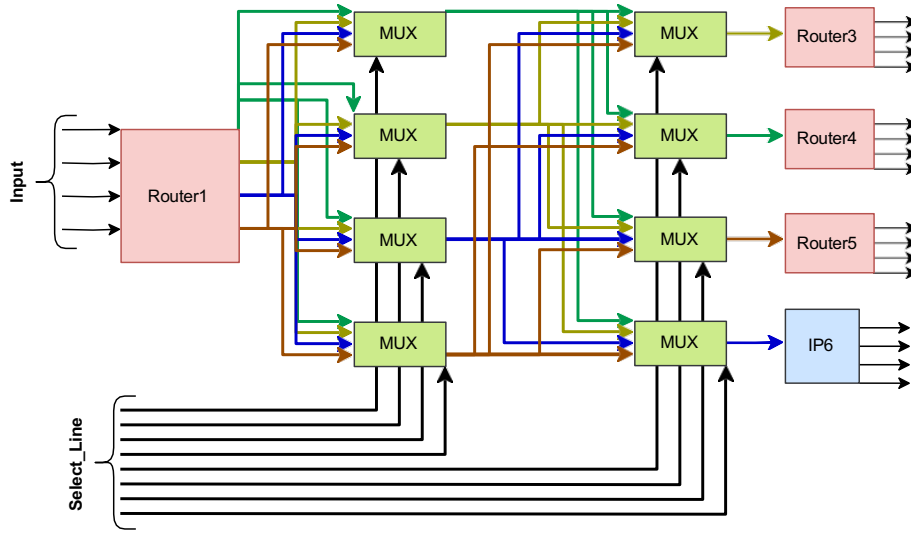 MUX
MUX
Router3
MUX
MUX
Router4
Input
Router1
MUX
MUX
Router5
MUX
MUX
IP6
Select_Line